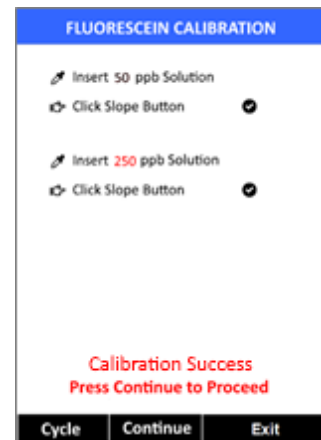 FLUORESCEIN CALIBRATION
Insert 50 ppb Solution
Click Slope Button
Insert 250 ppb Solution
Click Slope Button
Calibration Success
Press Continue to Proceed
Cycle Continue Exit